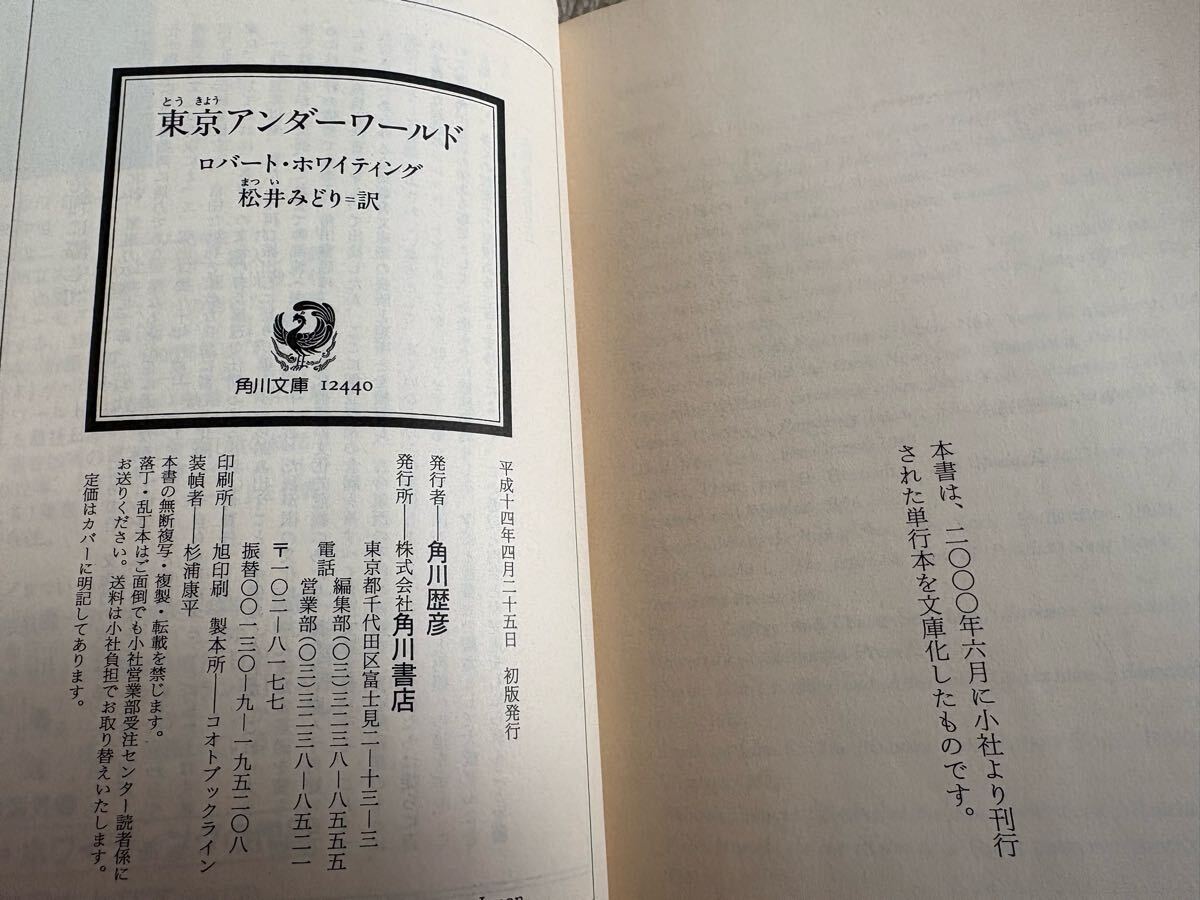 本書は、二〇〇〇年六月に小社より刊行
された単行本を文庫化したものです。
とうきょう
東京アンダーワールド
ロバート・ホワイティング
まつい
松井みどり=訳
角川文庫 12440
平成十四年四月二十五日 初版発行
発行者――角川歴彦
発行所――株式会社角川書店
東京都千代田区富士見二―十三―三
電話 編集部(〇三)三二三八―八五五五
営業部(〇三)三二三八―八五二一
〒一〇二―八一七七
振替〇〇一三〇―九―一九五二〇八
印刷所――旭印刷 製本所――コオトブックライン
装幀者――杉浦康平
本書の無断複写・複製・転載を禁じます。
落丁・乱丁本はご面倒でも小社営業部受注センター読者係に
お送りください。送料は小社負担でお取り替えいたします。
定価はカバーに明記してあります。